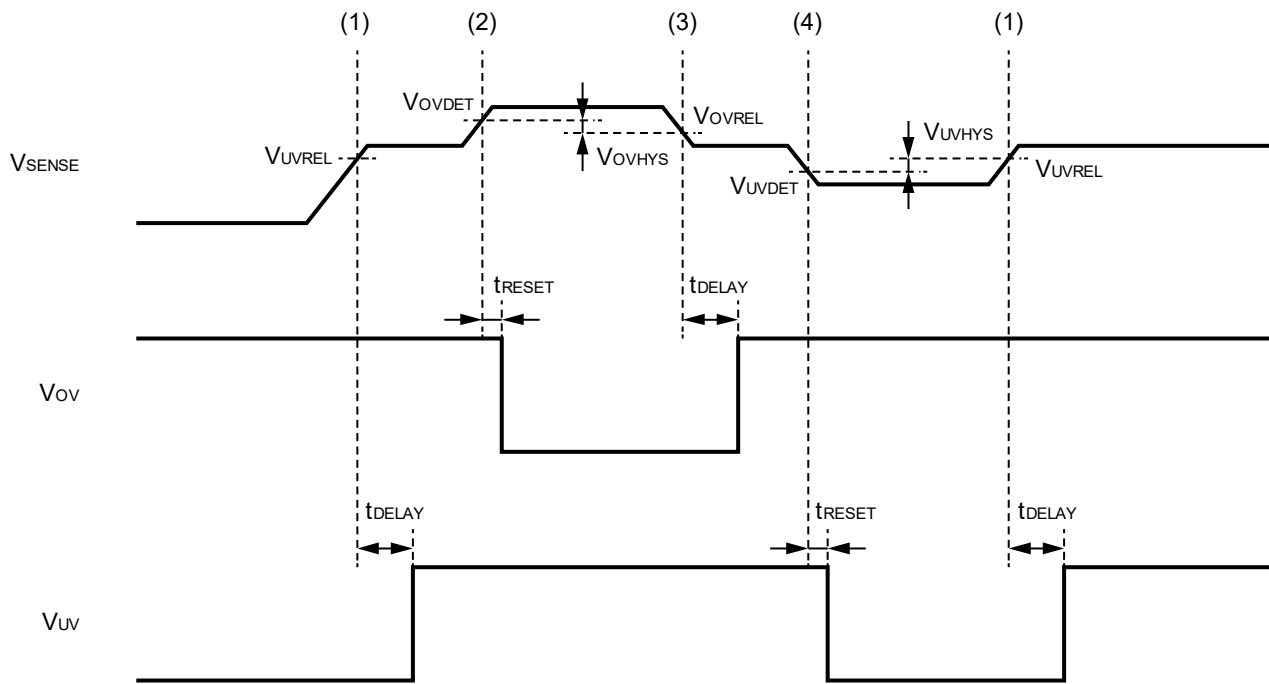 (1)
(2)
(3)
(4)
(1)
VOVDET
VOVREL
VUVHYS
VSENSE
VUVREL
VOVHYS
VUVDET
VUVREL
tRESET
tDELAY
VOV
tDELAY
tRESET
tDELAY
VUV